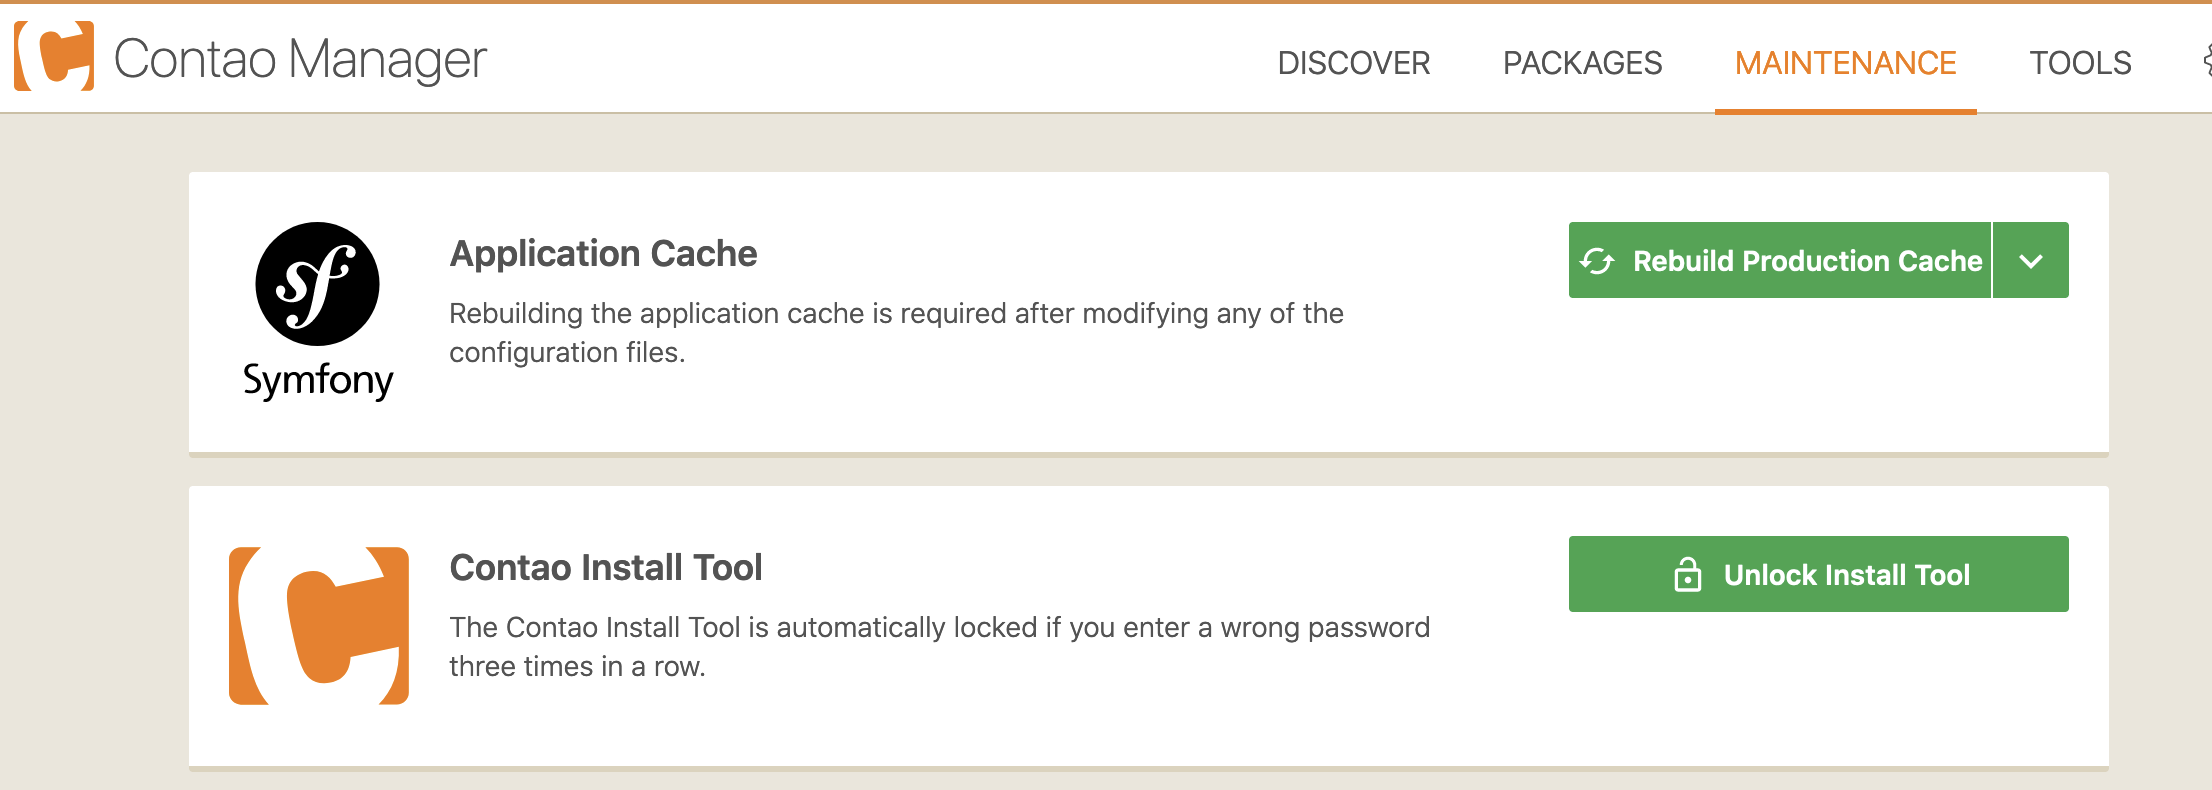 Contao Manager
DISCOVER PACKAGES MAINTENANCE TOOLS
Application Cache
Rebuilding the application cache is required after modifying any of the
configuration files.
Rebuild Production Cache
Symfony
Contao Install Tool
The Contao Install Tool is automatically locked if you enter a wrong password
three times in a row.
Unlock Install Tool